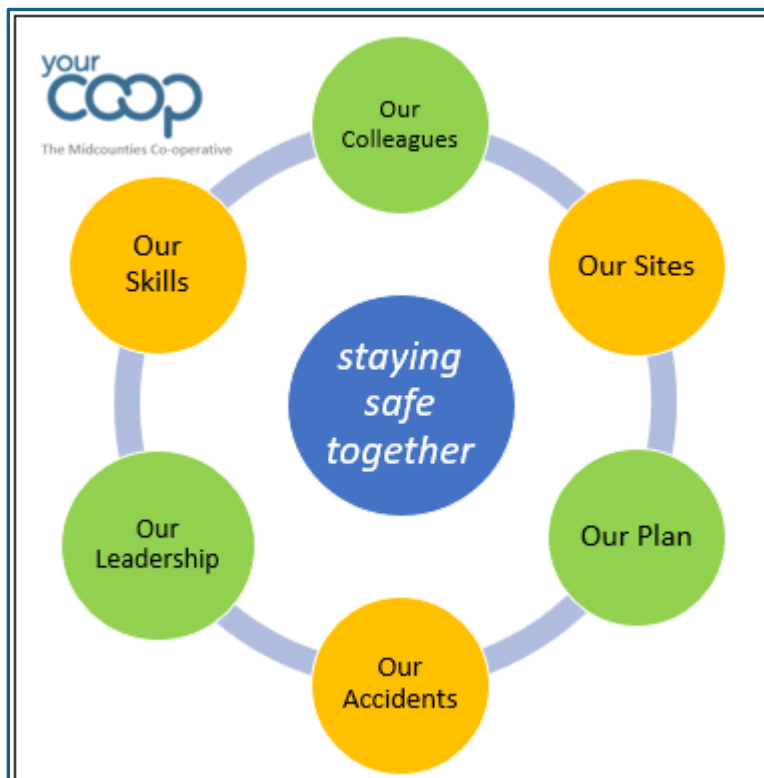 your
coop
The Midcounties Co-operative
Our
Colleagues
Our Sites
Our Plan
Our
Accidents
Our
Leadership
Our
Skills
staying
safe
together